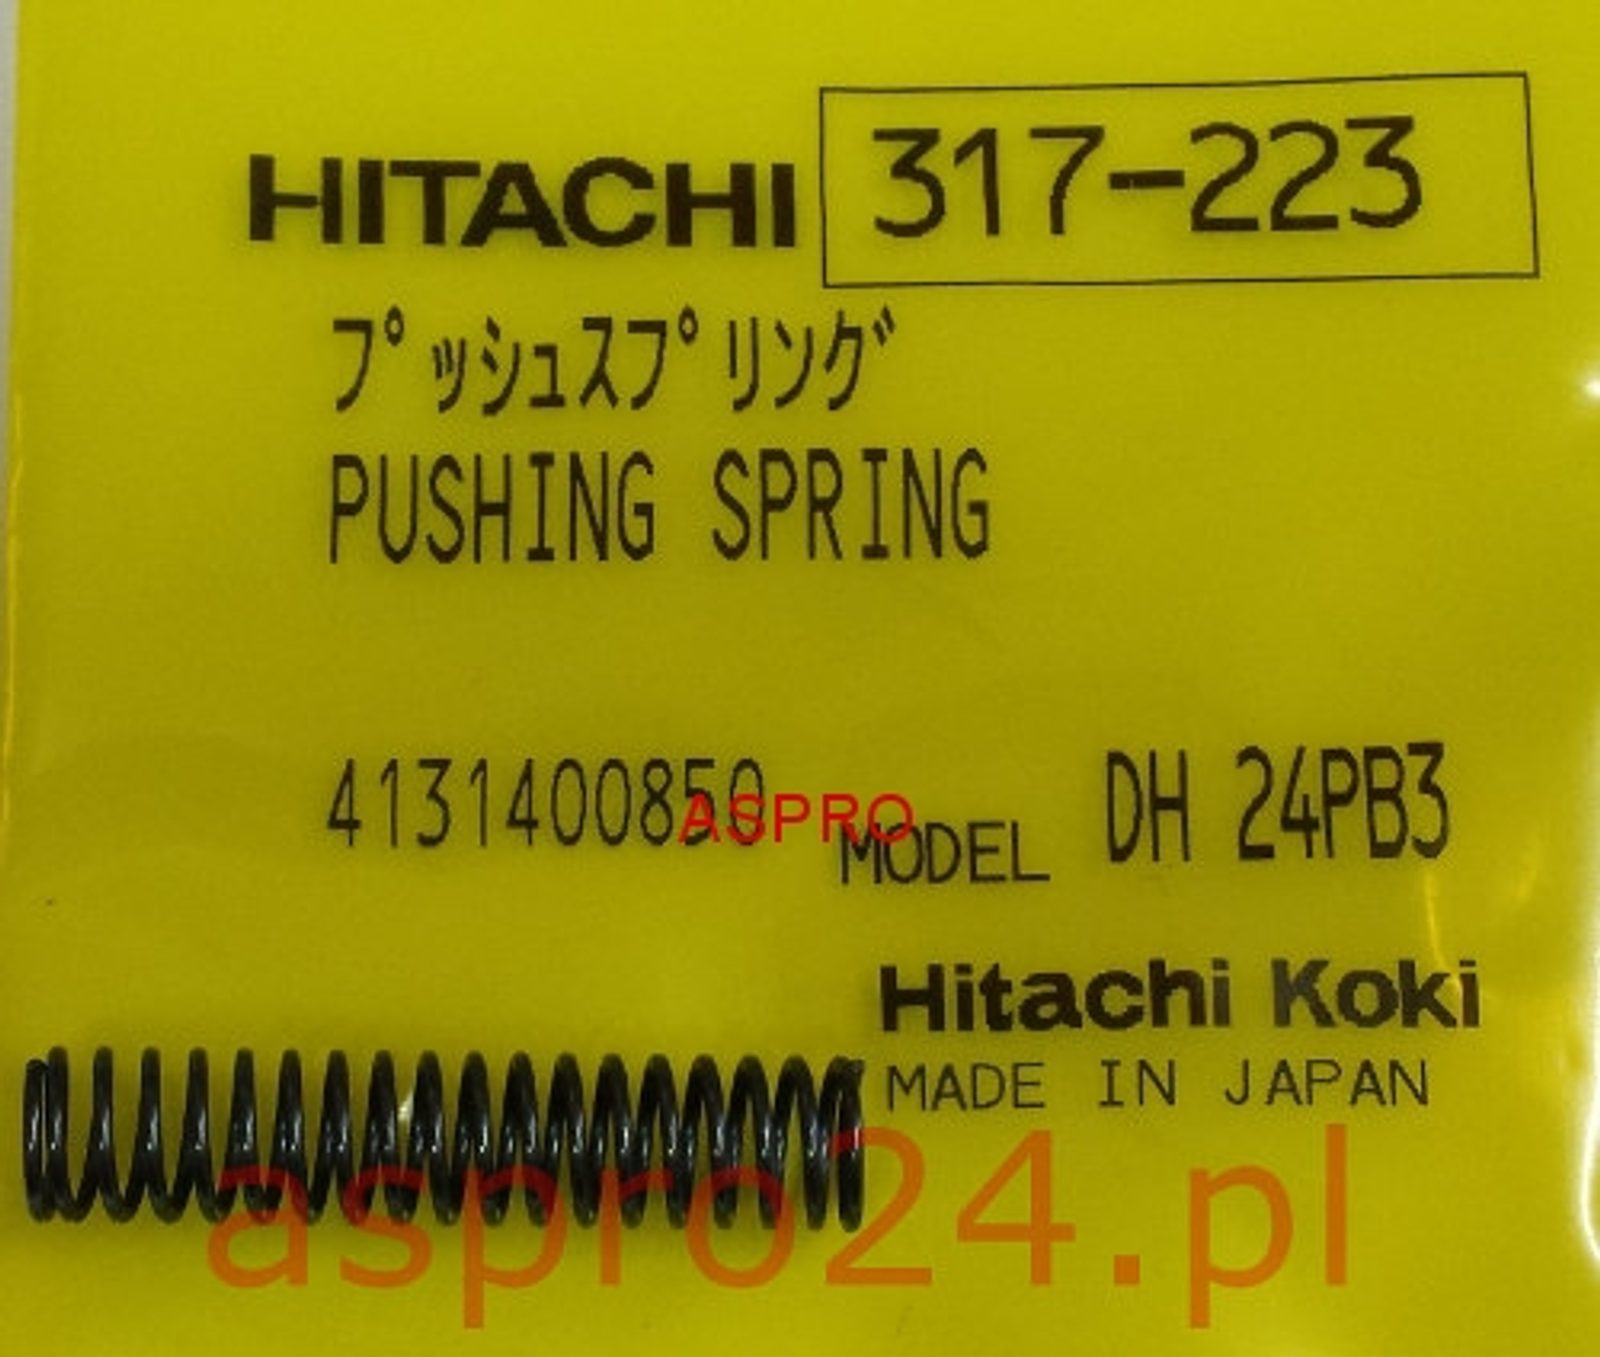 HITACHI 317-223
プッシュスプリング
PUSHING SPRING
4131400850
ASPRO
MODEL DH 24PB3
Hitachi Koki
MADE IN JAPAN
aspro24.pl